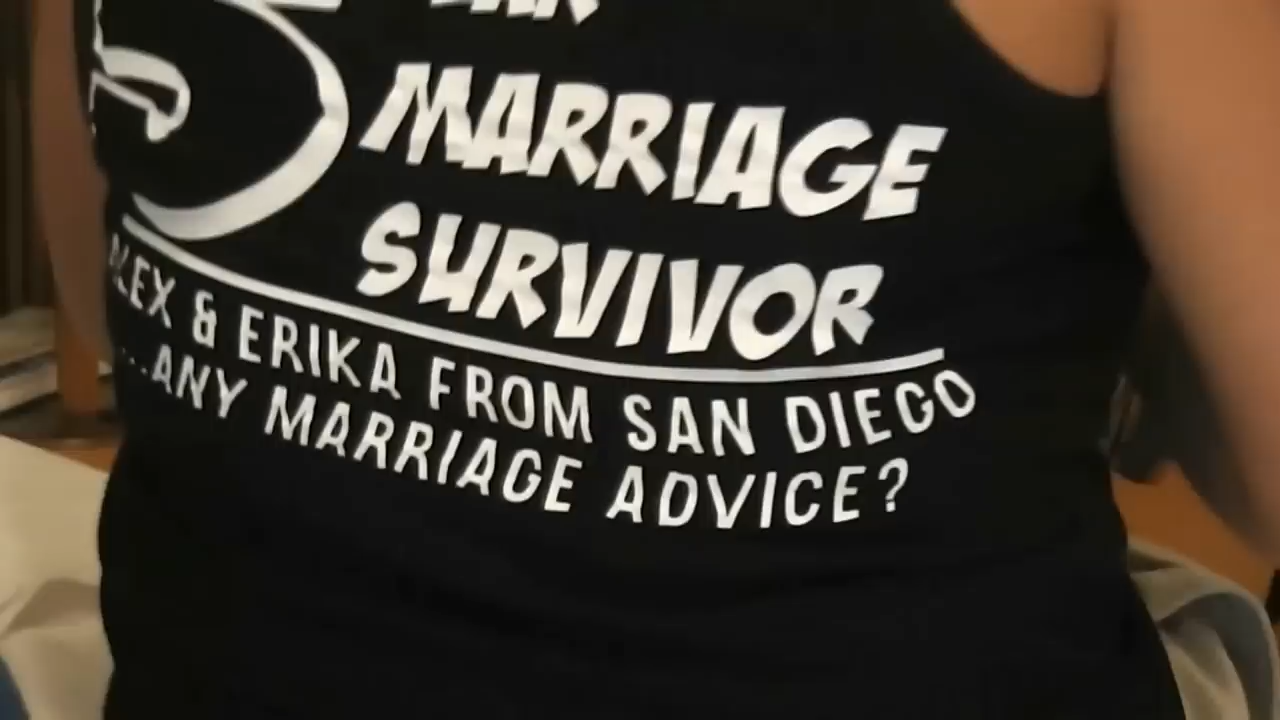 MARRIAGE
SURVIVOR
& ERIKA FROM SAN DIEGO
...ANY MARRIAGE ADVICE?